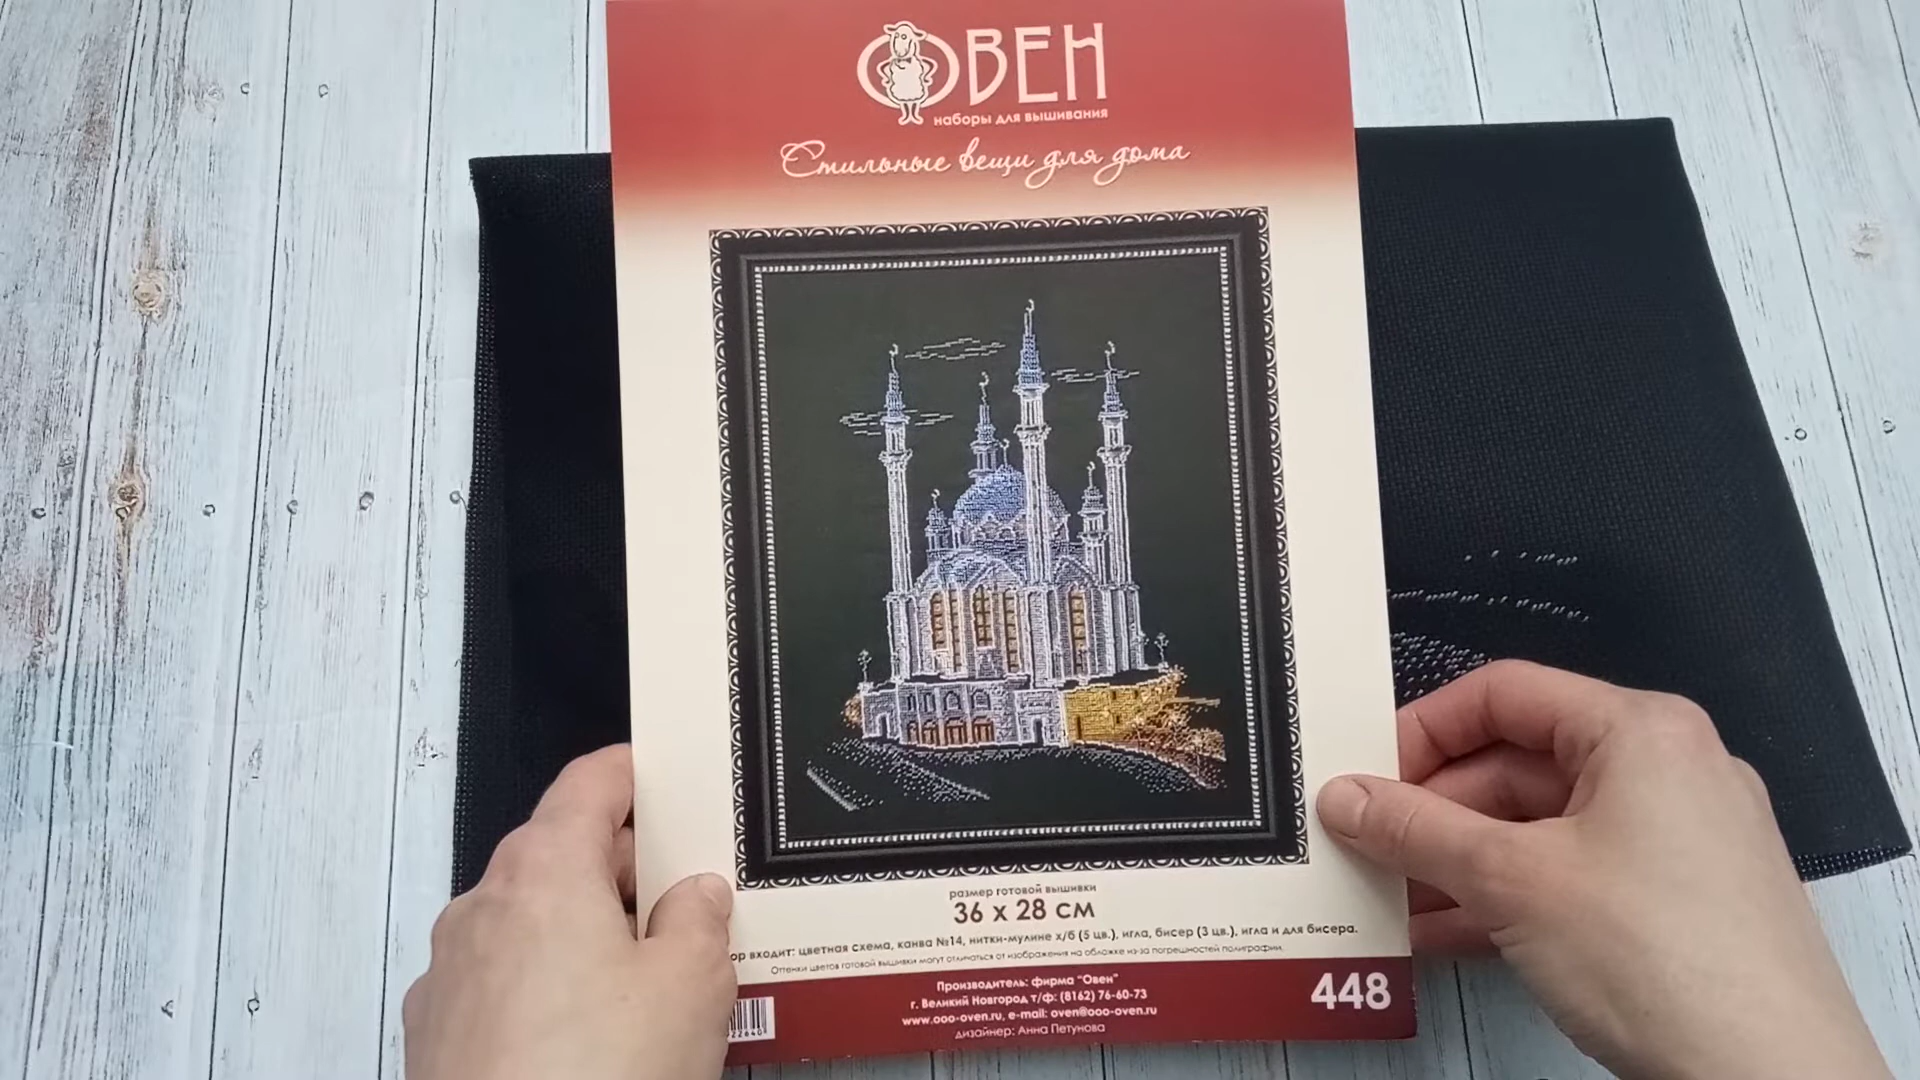 ОВЕН
наборы для вышивания
Стильные вещи для дома
размер готовой вышивки
36 х 28 см
входит: цветная схема, канва №14, нитки-мулине х/б (5 цв.), игла, бисер (3 цв.), игла и для бисера.
Оттенки цветов готовой вышивки могут отличаться от изображения на обложке из-за погрешностей полиграфии.
Производитель: фирма "Овен"
г. Великий Новгород т/ф: (8162) 76-60-73
www.ooo-oven.ru, e-mail: oven@ooo-oven.ru
дизайнер: Анна Петунова
448